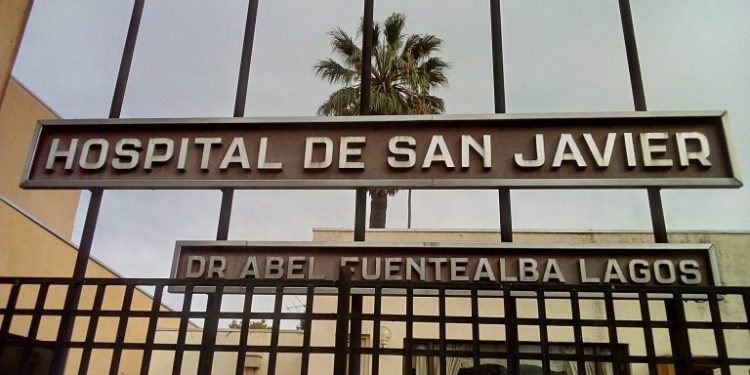 HOSPITAL DE SAN JAVIER
DR ABEL FUENTEALBA LAGOS